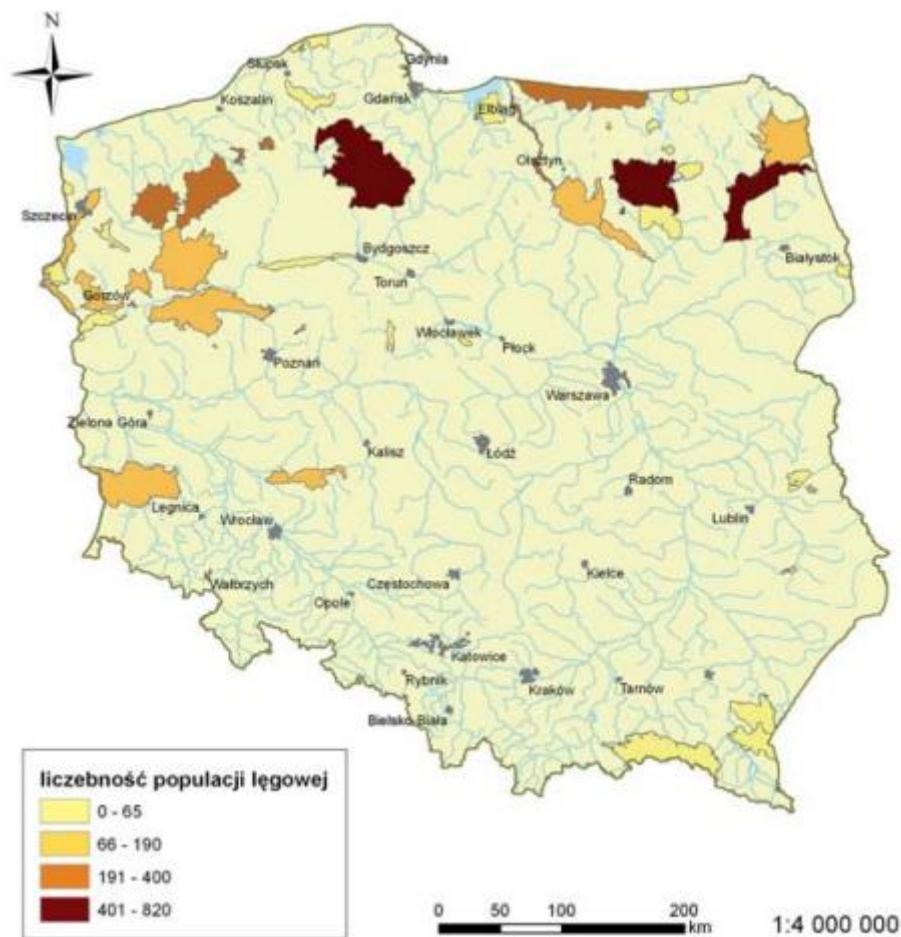 N
Słupsk
Gdynia
Koszalin
Gdańsk
Elbląg
Olsztyn
Szczecin
Bydgoszcz
Białystok
Toruń
Gorzów
Włocławek
Płock
Poznań
Warszawa
Zielona Góra
Kalisz
Łódź
Radom
Legnica
Lublin
Wrocław
Wałbrzych
Częstochowa
Kielce
Opole
Katowice
Rybnik
Kraków
Tarnów
Bielsko Biała
liczebność populacji lęgowej
0 - 65
66 - 190
191 - 400
401 - 820
0 50 100 200
km
1:4 000 000